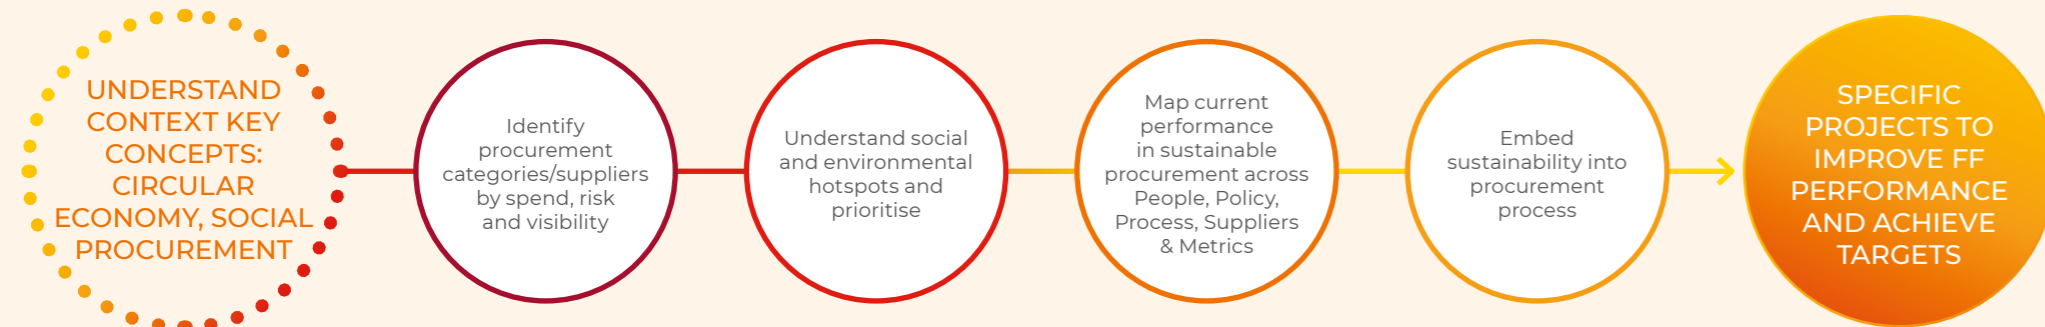 UNDERSTAND
CONTEXT KEY
CONCEPTS:
CIRCULAR
ECONOMY, SOCIAL
PROCUREMENT
Identify
procurement
categories/suppliers
by spend, risk
and visibility
Understand social
and environmental
hotspots and
prioritise
Map current
performance
in sustainable
procurement across
People, Policy,
Process, Suppliers
& Metrics
Embed
sustainability into
procurement
process
SPECIFIC
PROJECTS TO
IMPROVE FF
PERFORMANCE
AND ACHIEVE
TARGETS